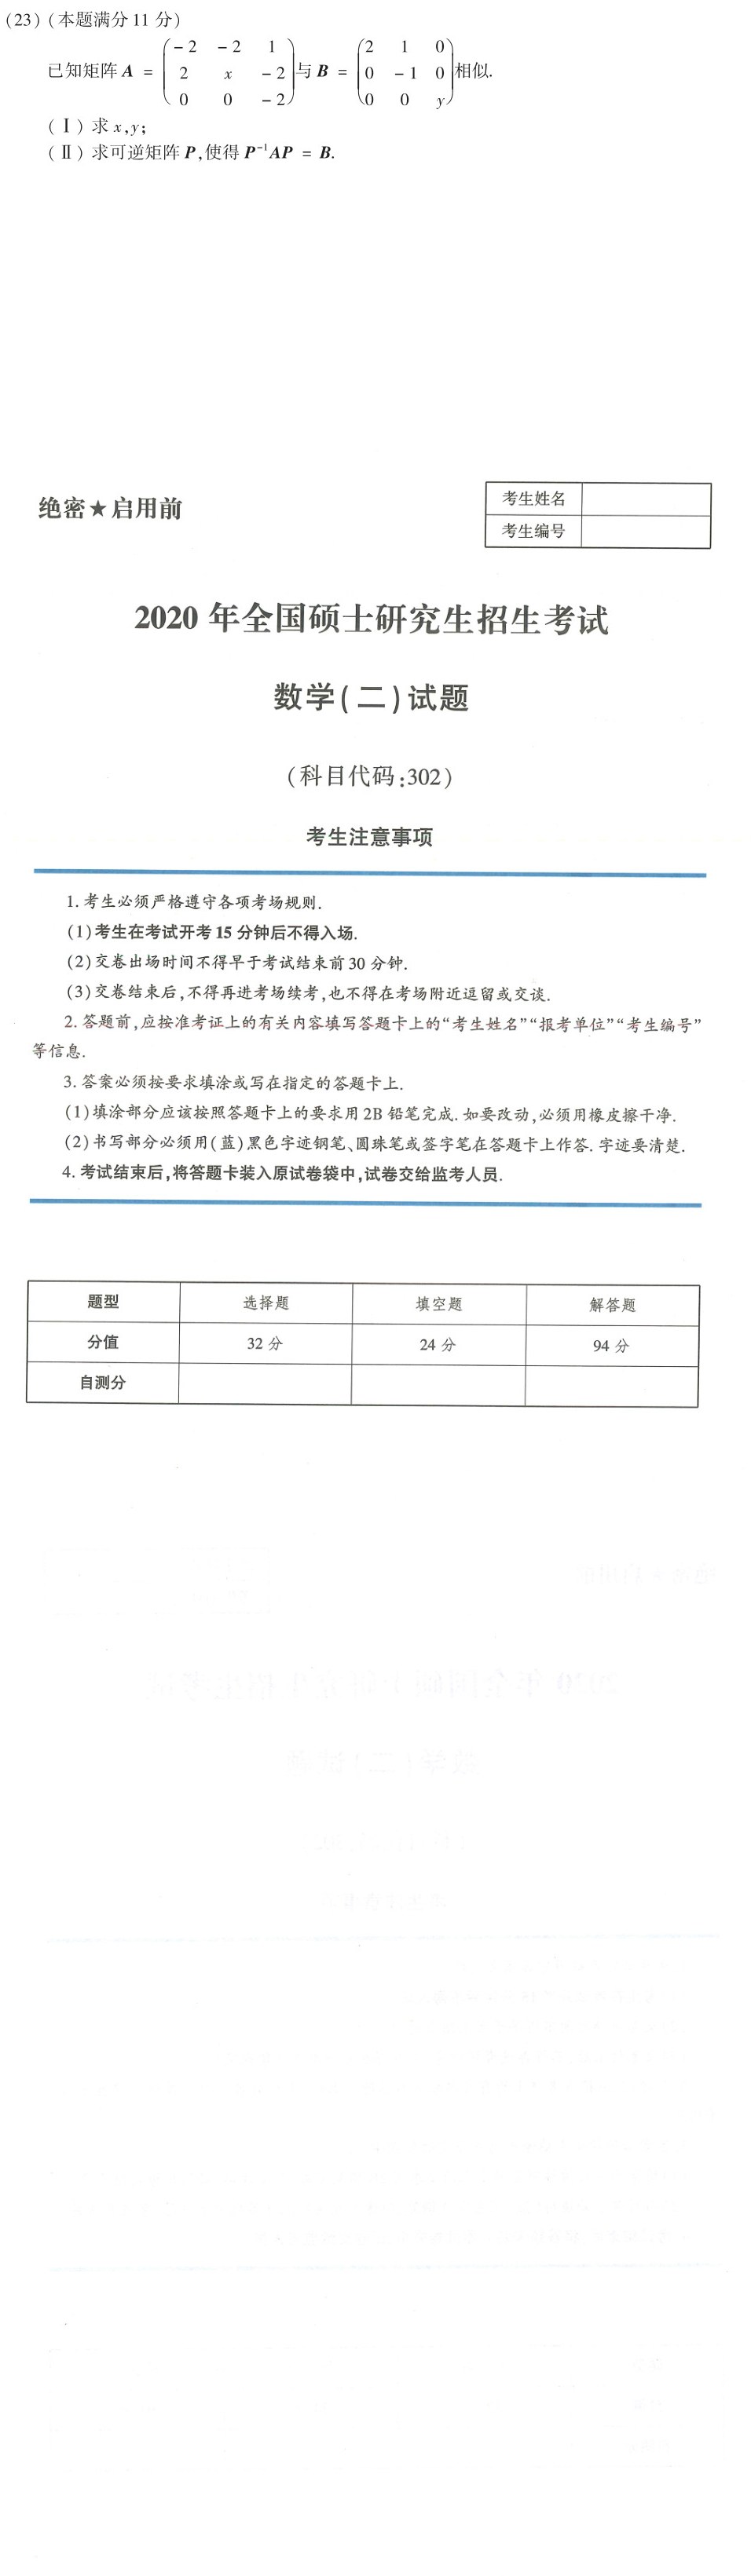 (23)(本题满分11分)
已知矩阵 A = (-2 -2 1; 2 x -2; 0 0 -2) 与 B = (2 1 0; 0 -1 0; 0 0 y) 相似.
(Ⅰ)求 x,y;
(Ⅱ)求可逆矩阵 P,使得 P⁻¹AP = B.
绝密★启用前
考生姓名
考生编号
2020 年全国硕士研究生招生考试
数学(二)试题
(科目代码:302)
考生注意事项
1. 考生必须严格遵守各项考场规则.
(1)考生在考试开考 15 分钟后不得入场.
(2)交卷出场时间不得早于考试结束前 30 分钟.
(3)交卷结束后,不得再进考场续考,也不得在考场附近逗留或交谈.
2. 答题前,应按准考证上的有关内容填写答题卡上的“考生姓名”“报考单位”“考生编号”
等信息.
3. 答案必须按要求填涂或写在指定的答题卡上.
(1)填涂部分应该按照答题卡上的要求用 2B 铅笔完成. 如要改动,必须用橡皮擦干净.
(2)书写部分必须用(蓝)黑色字迹钢笔、圆珠笔或签字笔在答题卡上作答. 字迹要清楚.
4. 考试结束后,将答题卡装入原试卷袋中,试卷交给监考人员.
题型 选择题 填空题 解答题
分值 32 分 24 分 94 分
自测分